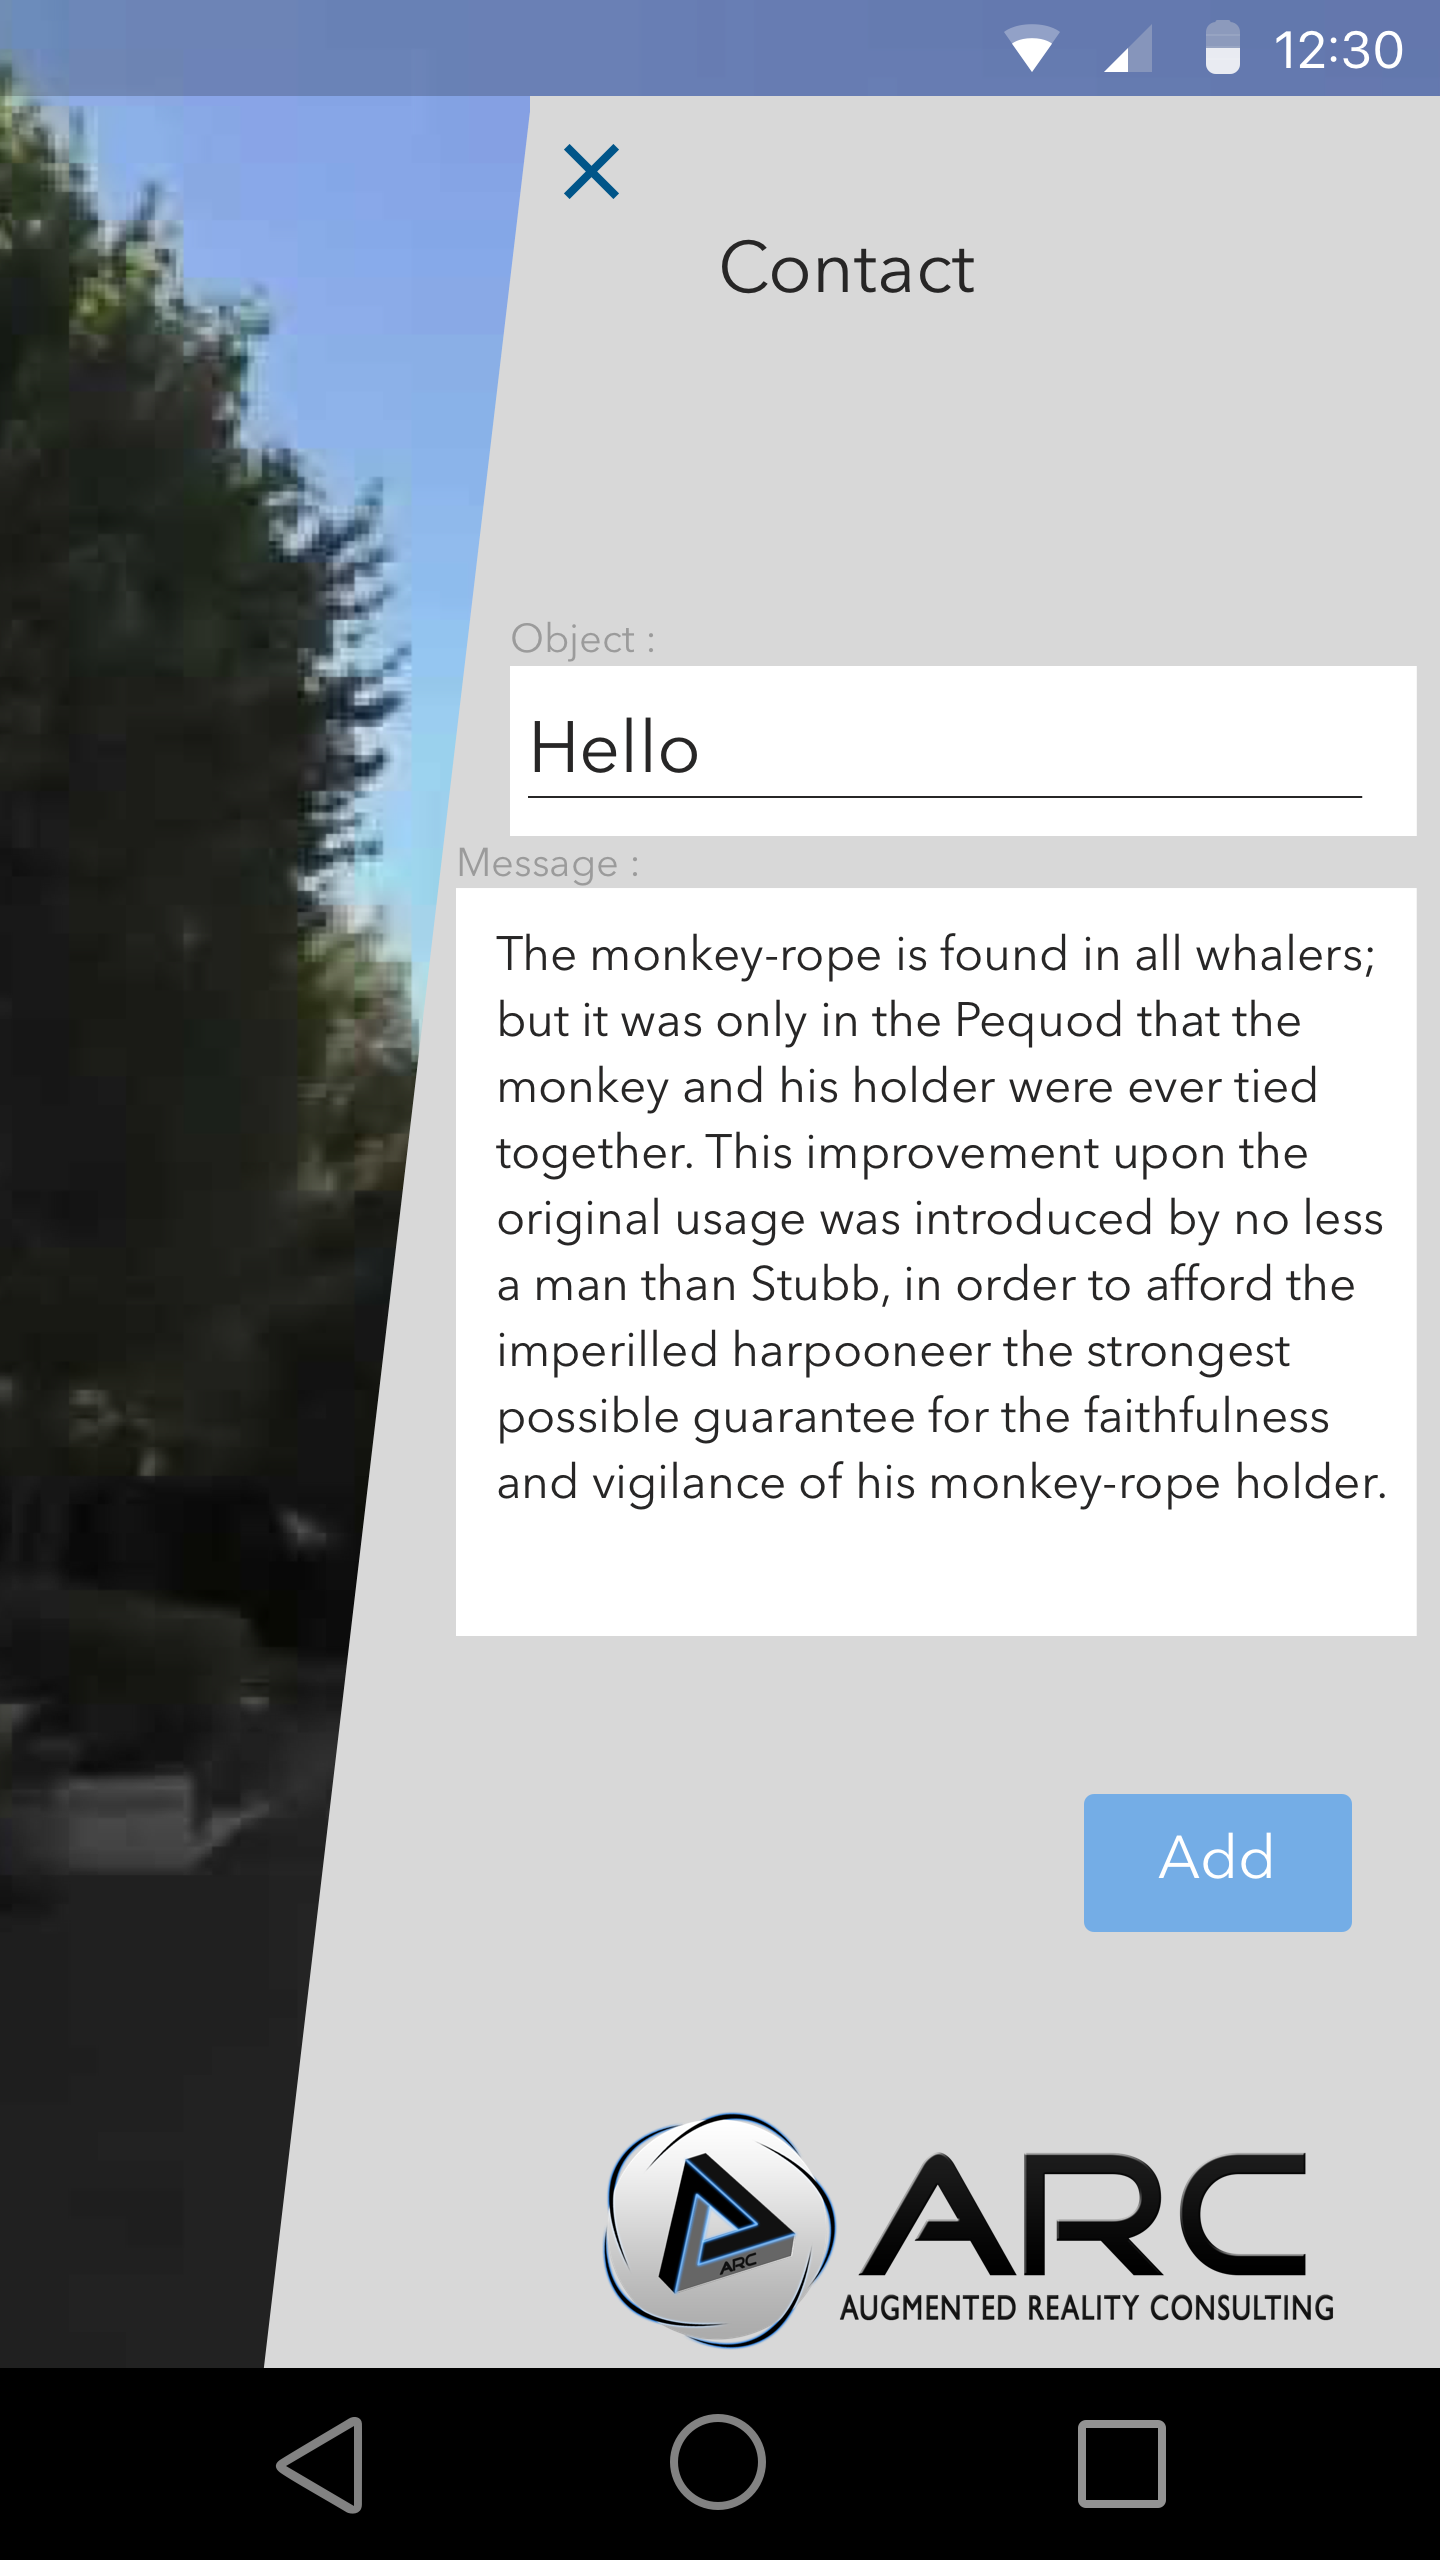 12:30
Contact
Object :
Hello
Message :
The monkey-rope is found in all whalers;
but it was only in the Pequod that the
monkey and his holder were ever tied
together. This improvement upon the
original usage was introduced by no less
a man than Stubb, in order to afford the
imperilled harpooneer the strongest
possible guarantee for the faithfulness
and vigilance of his monkey-rope holder.
Add
ARC
ARC
AUGMENTED REALITY CONSULTING